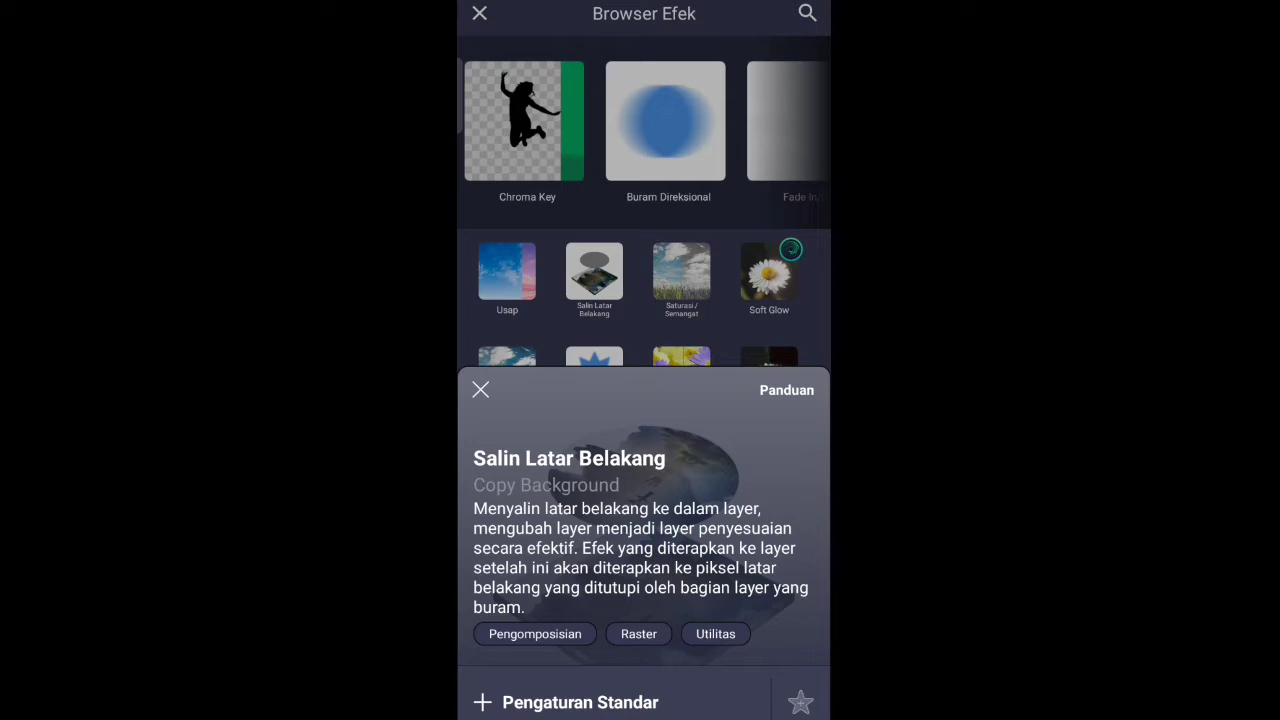 Browser Efek
Chroma Key
Buram Direksional
Fade In/
Usap
Salin Latar
Belakang
Saturasi /
Semangat
Soft Glow
Panduan
Salin Latar Belakang
Copy Background
Menyalin latar belakang ke dalam layer,
mengubah layer menjadi layer penyesuaian
secara efektif. Efek yang diterapkan ke layer
setelah ini akan diterapkan ke piksel latar
belakang yang ditutupi oleh bagian layer yang
buram.
Pengomposisian
Raster
Utilitas
Pengaturan Standar